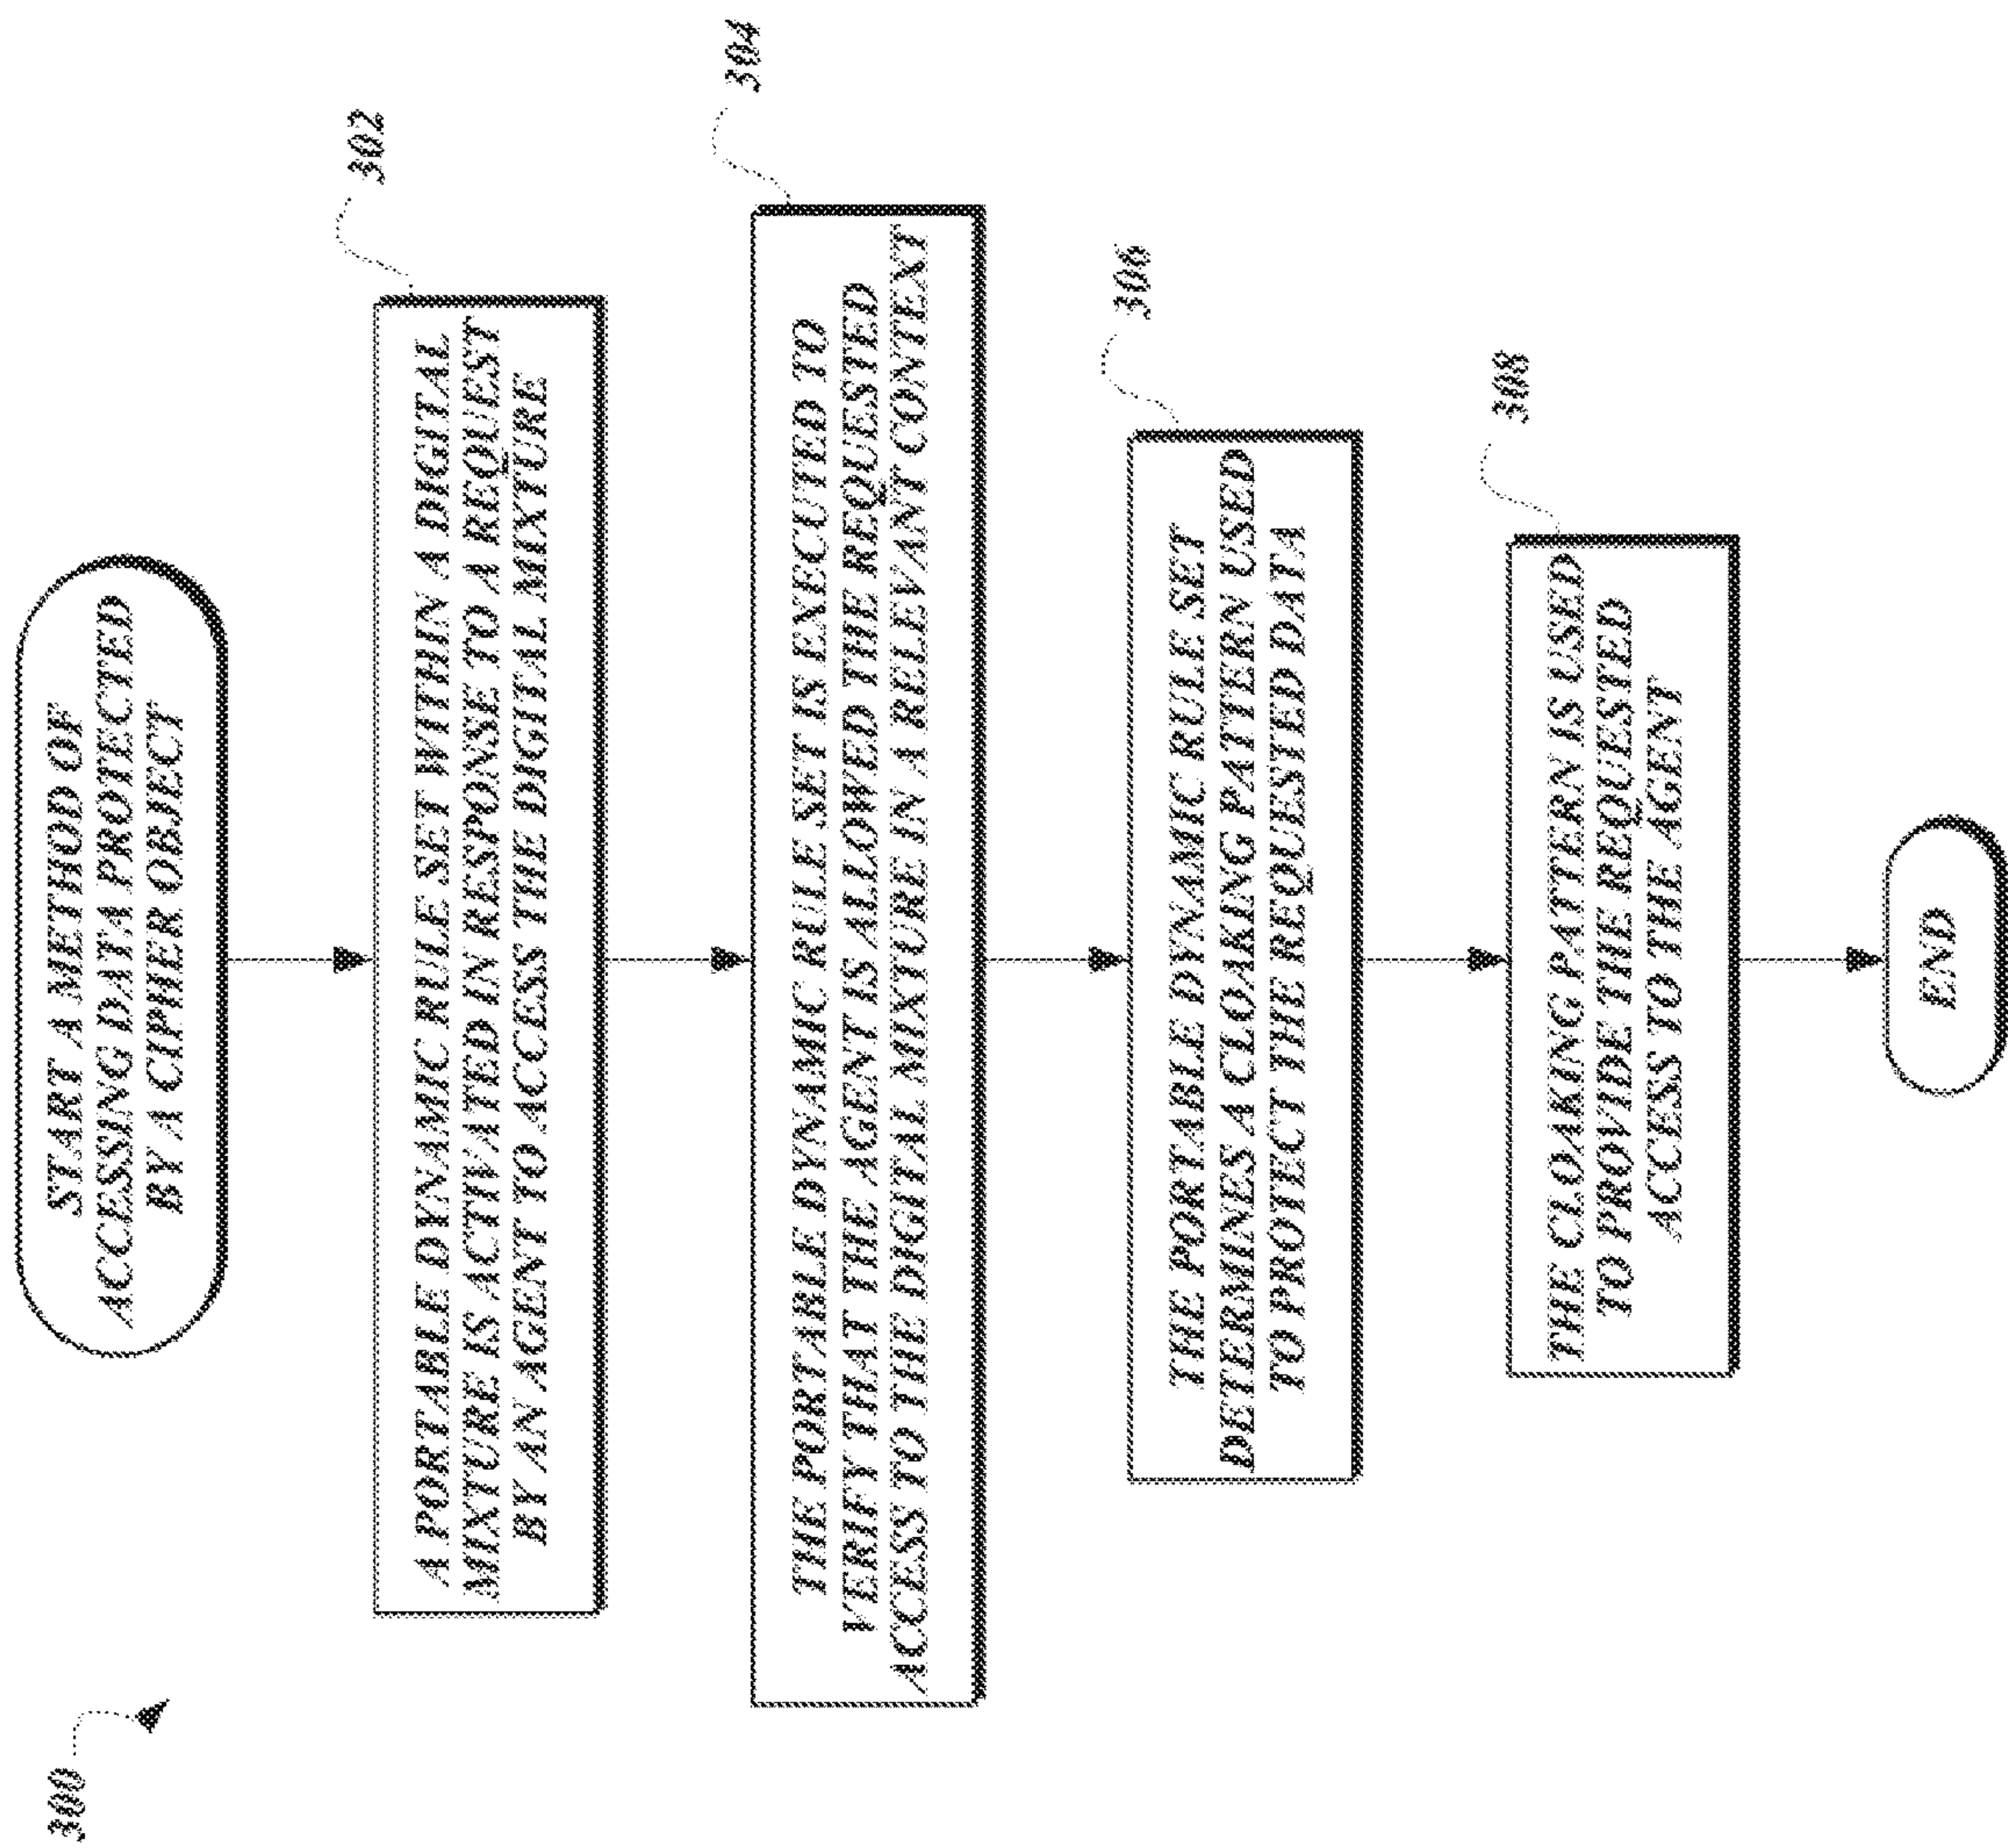 300
START A METHOD OF
ACCESSING DATA PROTECTED
BY A CIPHER OBJECT
302
A PORTABLE DYNAMIC RULE SET WITHIN A DIGITAL
MIXTURE IS ACTIVATED IN RESPONSE TO A REQUEST
BY AN AGENT TO ACCESS THE DIGITAL MIXTURE
304
THE PORTABLE DYNAMIC RULE SET IS EXECUTED TO
VERIFY THAT THE AGENT IS ALLOWED THE REQUESTED
ACCESS TO THE DIGITAL MIXTURE IN A RELEVANT CONTEXT
306
THE PORTABLE DYNAMIC RULE SET
DETERMINES A CLOAKING PATTERN USED
TO PROTECT THE REQUESTED DATA
308
THE CLOAKING PATTERN IS USED
TO PROVIDE THE REQUESTED
ACCESS TO THE AGENT
END